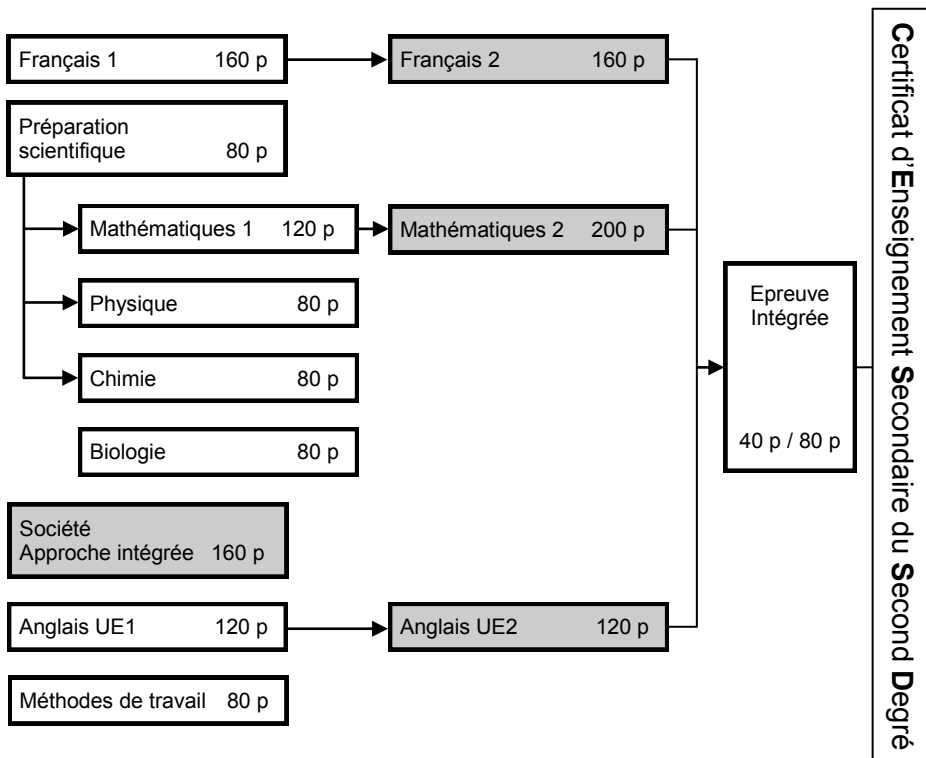 Français 1 160 p
Français 2 160 p
Préparation
scientifique 80 p
Mathématiques 1 120 p
Mathématiques 2 200 p
Physique 80 p
Chimie 80 p
Biologie 80 p
Société
Approche intégrée 160 p
Anglais UE1 120 p
Anglais UE2 120 p
Méthodes de travail 80 p
Epreuve
Intégrée
40 p / 80 p
Certificat d'Enseignement Secondaire du Second Degré